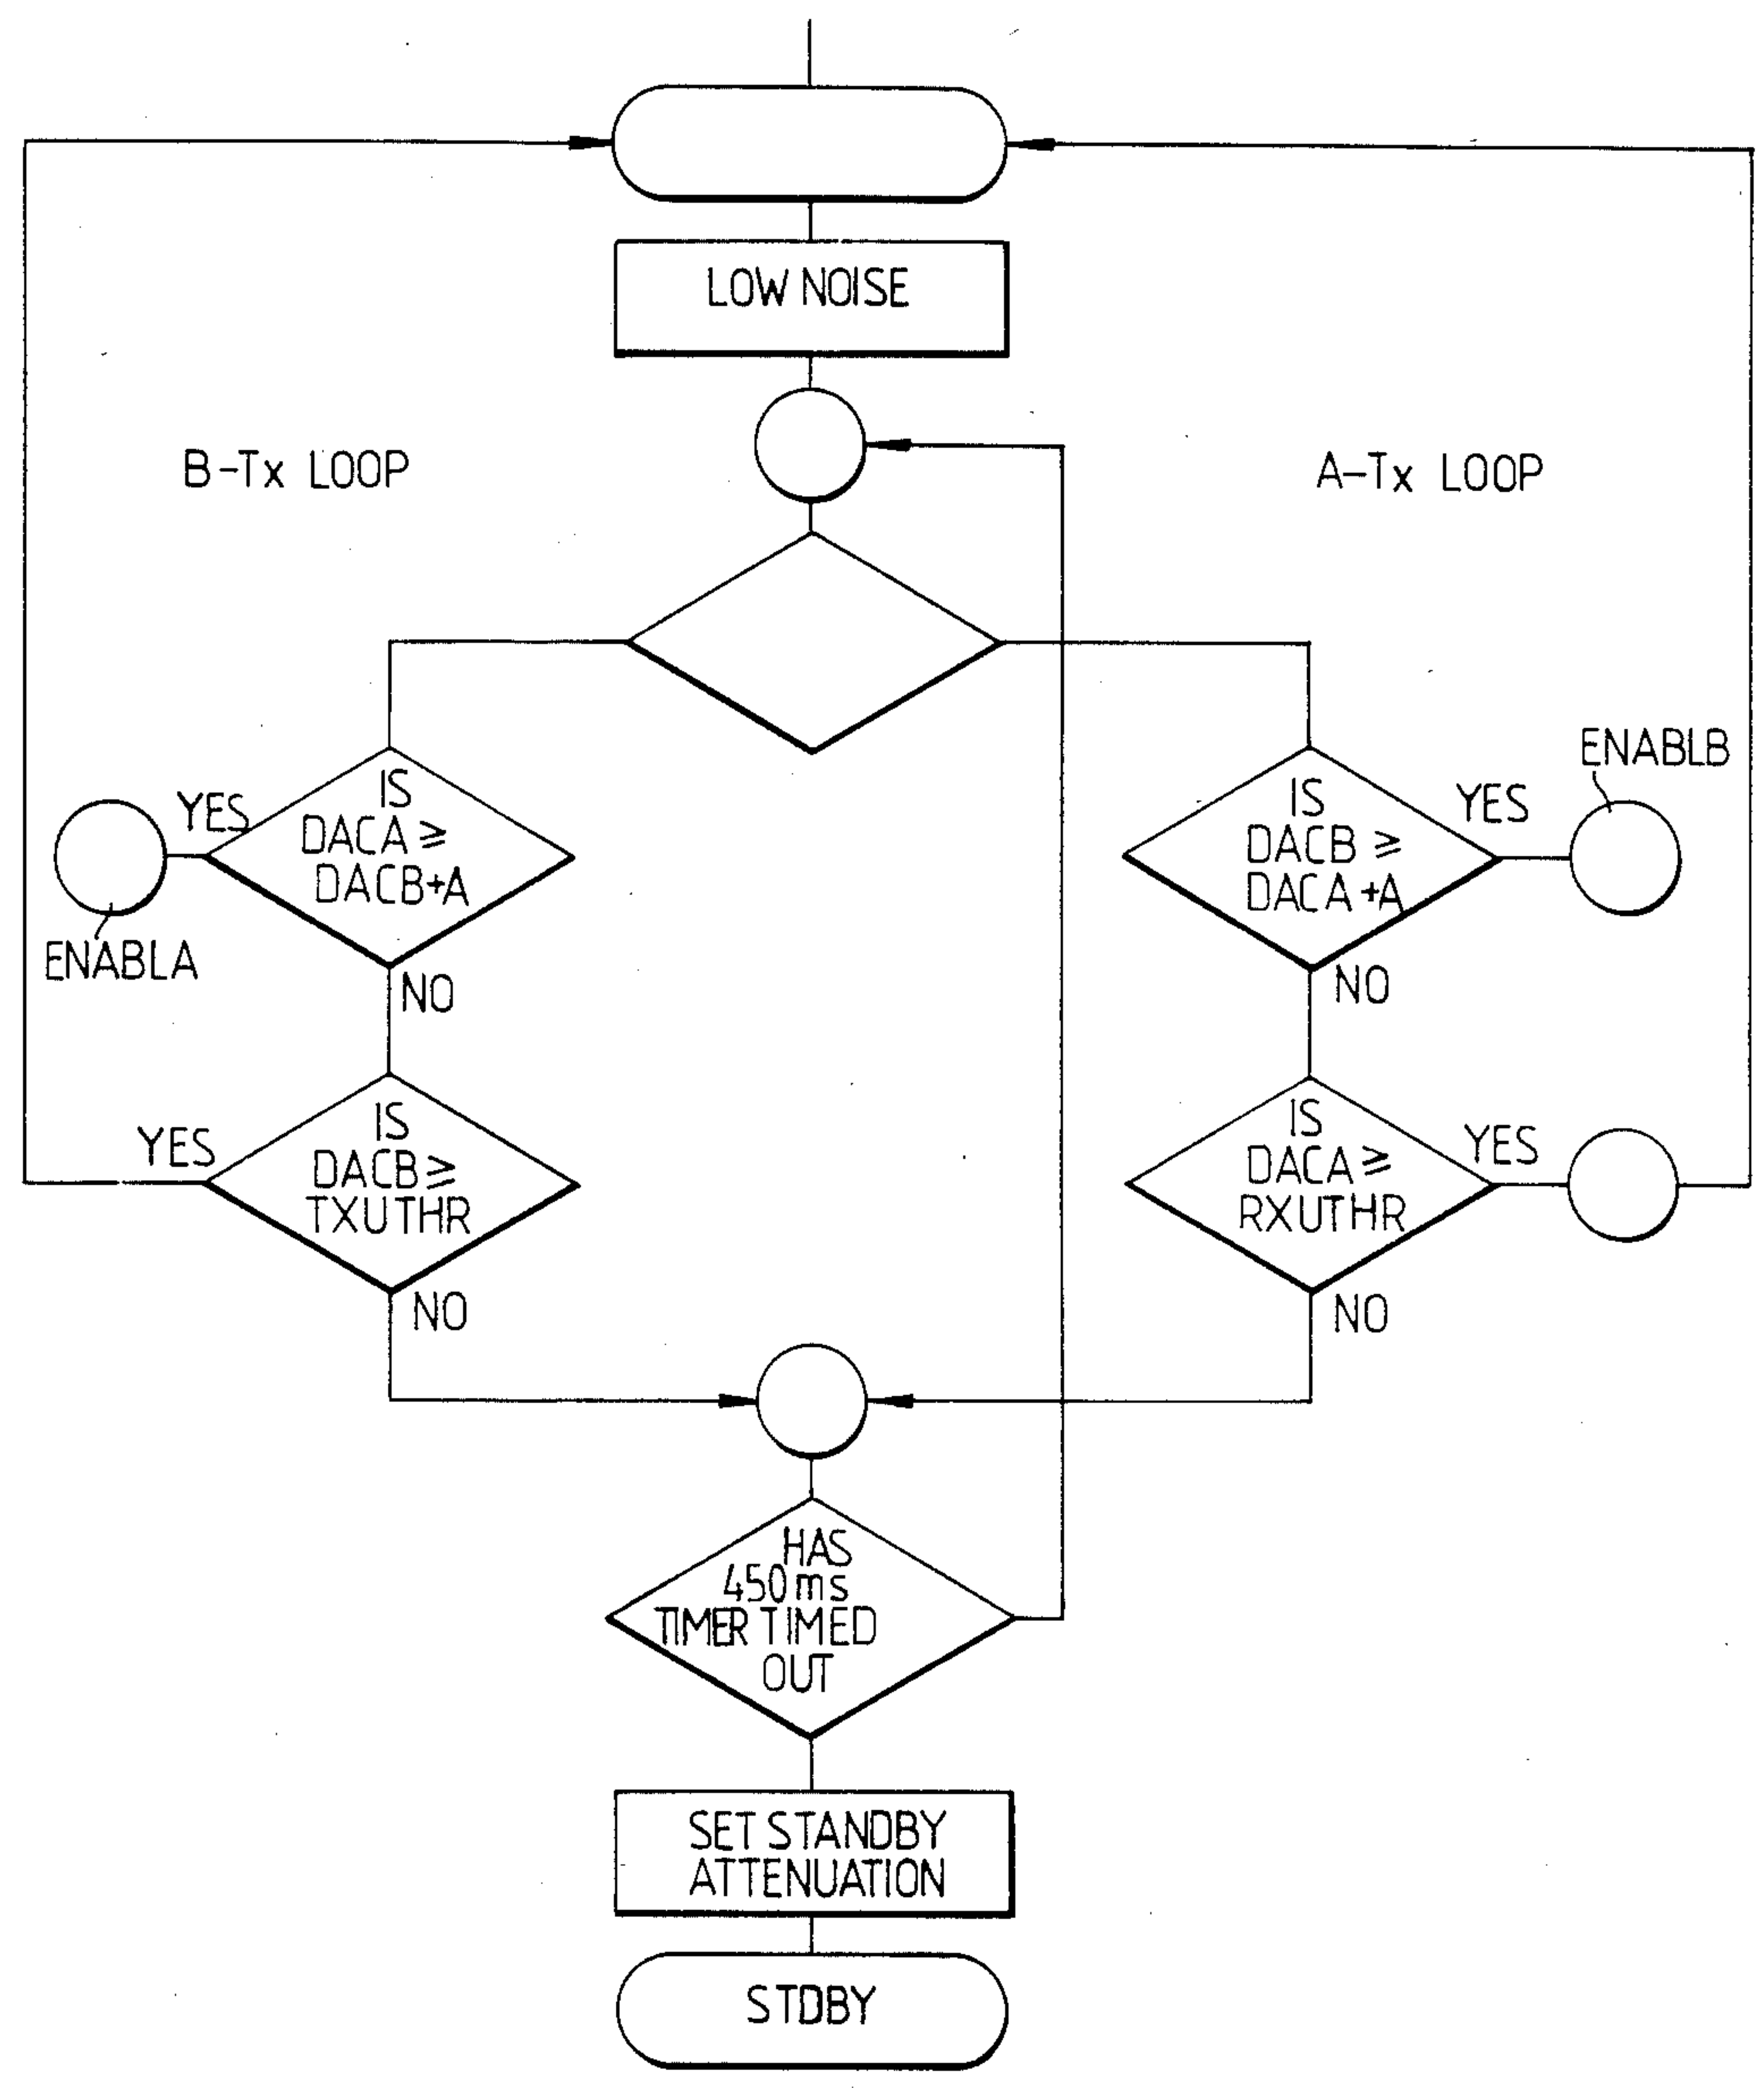 LOW NOISE
B-Tx LOOP
A-Tx LOOP
ENABLB
YES
IS
DACA ≥
DACB+A
ENABLA
NO
IS
DACB ≥
DACA +A
YES
NO
YES
IS
DACB ≥
TXUTHR
NO
IS
DACA ≥
RXUTHR
YES
NO
HAS
450 ms
TIMER TIMED
OUT
SET STANDBY
ATTENUATION
STDBY